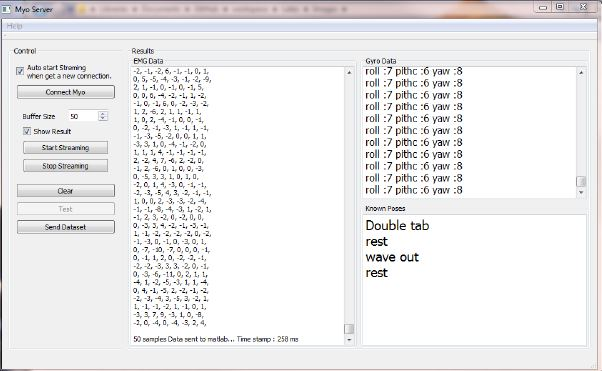 Myo Server
Help
Control
Auto start Streming
when get a new connection.
Connect Myo
Buffer Size 50
Show Result
Start Streaming
Stop Streaming
Clear
Test
Send Dataset
Results
EMG Data
-2, -1, -2, 6, -1, -1, 0, 1,
0, 5, -5, -4, -3, -1, -2, -9,
2, 1, -1, 0, -1, 0, -1, 5,
0, 0, 6, -4, -2, -1, 1, -2,
-1, 0, -1, 6, 0, -2, -3, -2,
1, 2, -6, 2, 1, 1, -1, 1,
1, 0, 2, -4, -1, 0, 0, -1,
0, -2, -1, -3, 1, -1, 1, -1,
-1, -3, -5, -2, 0, 0, 1, 1,
-3, 3, 1, 0, -4, -1, -2, 0,
1, 1, 1, 4, -1, -1, -1, -1,
2, -2, 4, 7, -6, -2, -2, 0,
-1, 2, -6, 0, 1, 0, 0, -3,
0, -5, 3, 3, 1, 0, 1, 0,
-2, 0, 1, 4, -3, 0, -1, -1,
-2, -3, -5, 4, 3, -2, -1, -1,
1, 0, 0, 2, -3, -3, -2, -4,
-1, -1, -8, -4, -3, 1, -2, 1,
-1, 2, 3, -2, 0, -2, 0, 0,
0, -3, 3, 4, -2, -1, -3, -1,
1, -1, -2, -2, -2, -2, 0, -2,
-1, -3, 0, -1, 0, -3, 0, 1,
0, -7, -10, -7, 0, 0, 0, -1,
0, -1, 1, 2, 0, -2, -2, -1,
-2, -2, -3, 3, 3, -2, 0, -1,
0, -3, -6, -11, 0, 2, 1, 1,
-4, 1, -2, -5, -3, 1, 1, -4,
0, 4, -1, -5, 2, -2, -1, -2,
-2, -3, -4, 3, -5, 3, -2, 1,
1, -1, -1, -2, 1, -1, 0, 1,
-3, 3, 7, 9, -3, 1, 0, -8,
-2, 0, -4, 0, -4, -3, 2, 4,
50 samples Data sent to matlab... Time stamp : 258 ms
Gyro Data
roll :7 pithc :6 yaw :8
roll :7 pithc :6 yaw :8
roll :7 pithc :6 yaw :8
roll :7 pithc :6 yaw :8
roll :7 pithc :6 yaw :8
roll :7 pithc :6 yaw :8
roll :7 pithc :6 yaw :8
roll :7 pithc :6 yaw :8
roll :7 pithc :6 yaw :8
roll :7 pithc :6 yaw :8
roll :7 pithc :6 yaw :8
Known Poses
Double tab
rest
wave out
rest